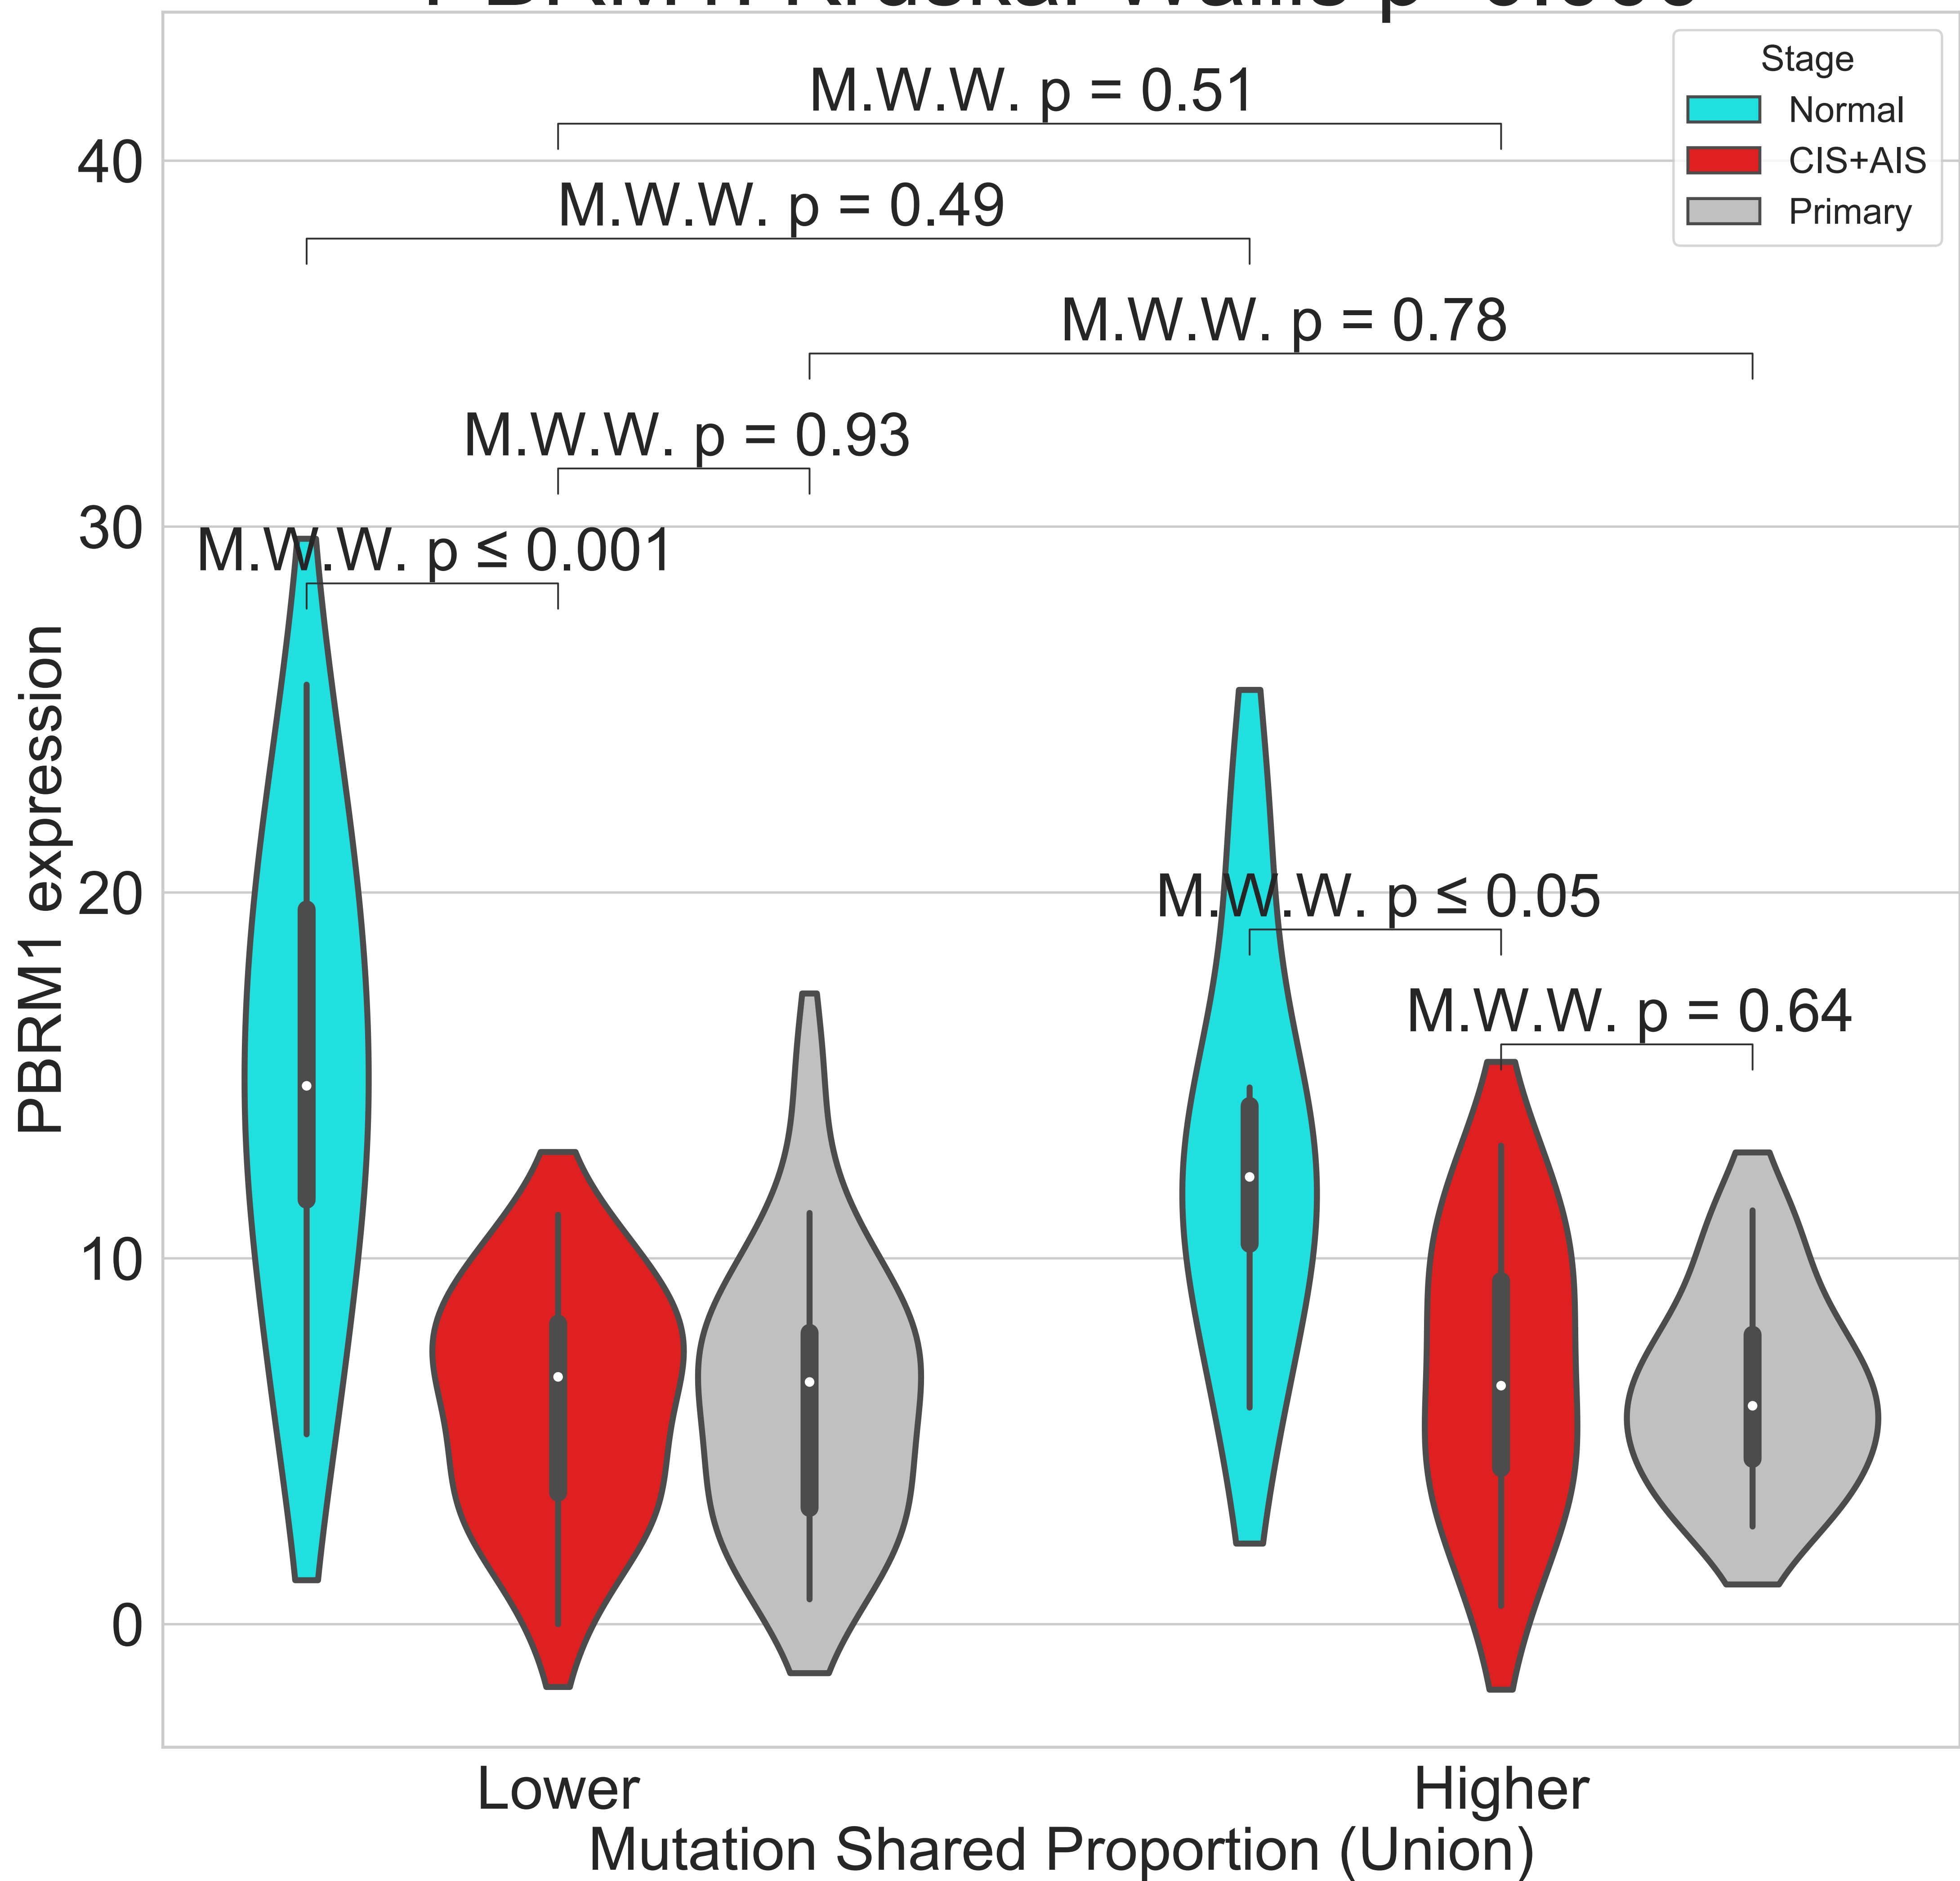 M.W.W. p = 0.51
Stage
Normal
CIS+AIS
Primary
40
M.W.W. p = 0.49
M.W.W. p = 0.78
M.W.W. p = 0.93
30
M.W.W. p ≤ 0.001
PBRM1 expression
20
M.W.W. p ≤ 0.05
M.W.W. p = 0.64
10
0
Lower
Higher
Mutation Shared Proportion (Union)